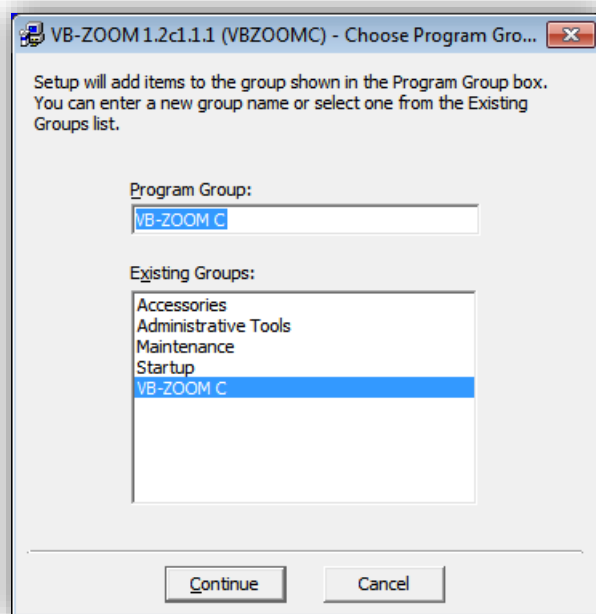 VB-ZOOM 1.2c1.1.1 (VBZOOMC) - Choose Program Gro...
Setup will add items to the group shown in the Program Group box.
You can enter a new group name or select one from the Existing
Groups list.
Program Group:
VB-ZOOM C
Existing Groups:
Accessories
Administrative Tools
Maintenance
Startup
VB-ZOOM C
Continue
Cancel